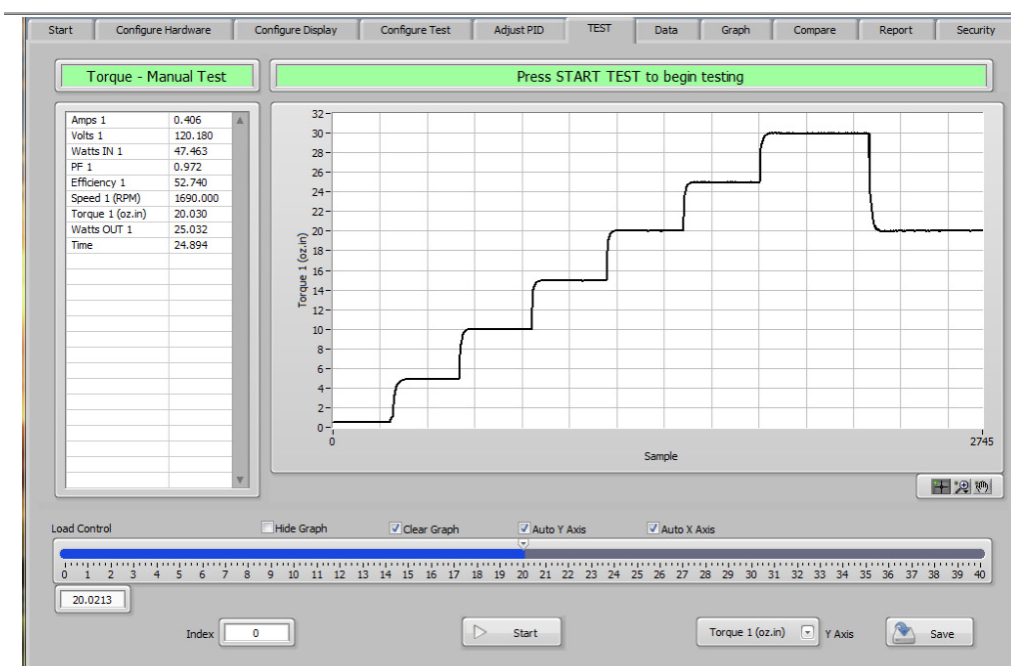 Start Configure Hardware Configure Display Configure Test Adjust PID TEST Data Graph Compare Report Security
Torque - Manual Test
Press START TEST to begin testing
Amps 1 0.406
Volts 1 120.180
Watts IN 1 47.463
PF 1 0.972
Efficiency 1 52.740
Speed 1 (RPM) 1690.000
Torque 1 (oz.in) 20.030
Watts OUT 1 25.032
Time 24.894
Torque 1 (oz.in)
32
30
28
26
24
22
20
18
16
14
12
10
8
6
4
2
0
0 2745
Sample
Load Control Hide Graph Clear Graph Auto Y Axis Auto X Axis
0 1 2 3 4 5 6 7 8 9 10 11 12 13 14 15 16 17 18 19 20 21 22 23 24 25 26 27 28 29 30 31 32 33 34 35 36 37 38 39 40
20.0213
Index 0 Start Torque 1 (oz.in) Y Axis Save